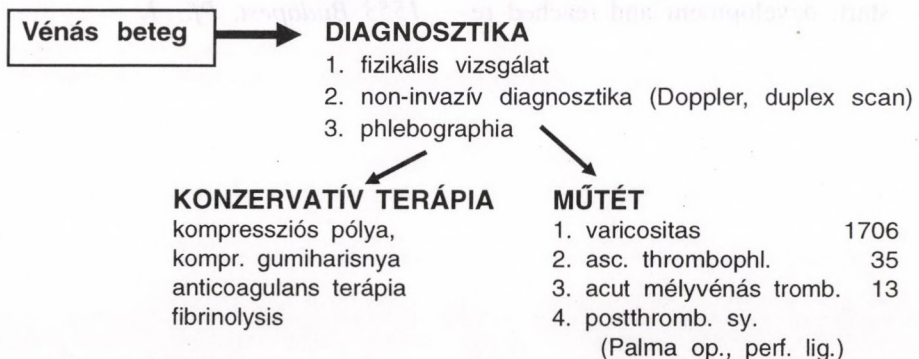 Vénás beteg
DIAGNOSZTIKA
1. fizikális vizsgálat
2. non-invazív diagnosztika (Doppler, duplex scan)
3. phlebographia
KONZERVATÍV TERÁPIA
kompressziós pólya,
kompr. gumiharisnya
anticoagulans terápia
fibrinolysis
MŰTÉT
1. varicositas 1706
2. asc. thrombophl. 35
3. acut mélyvénás tromb. 13
4. postthromb. sy.
(Palma op., perf. lig.)